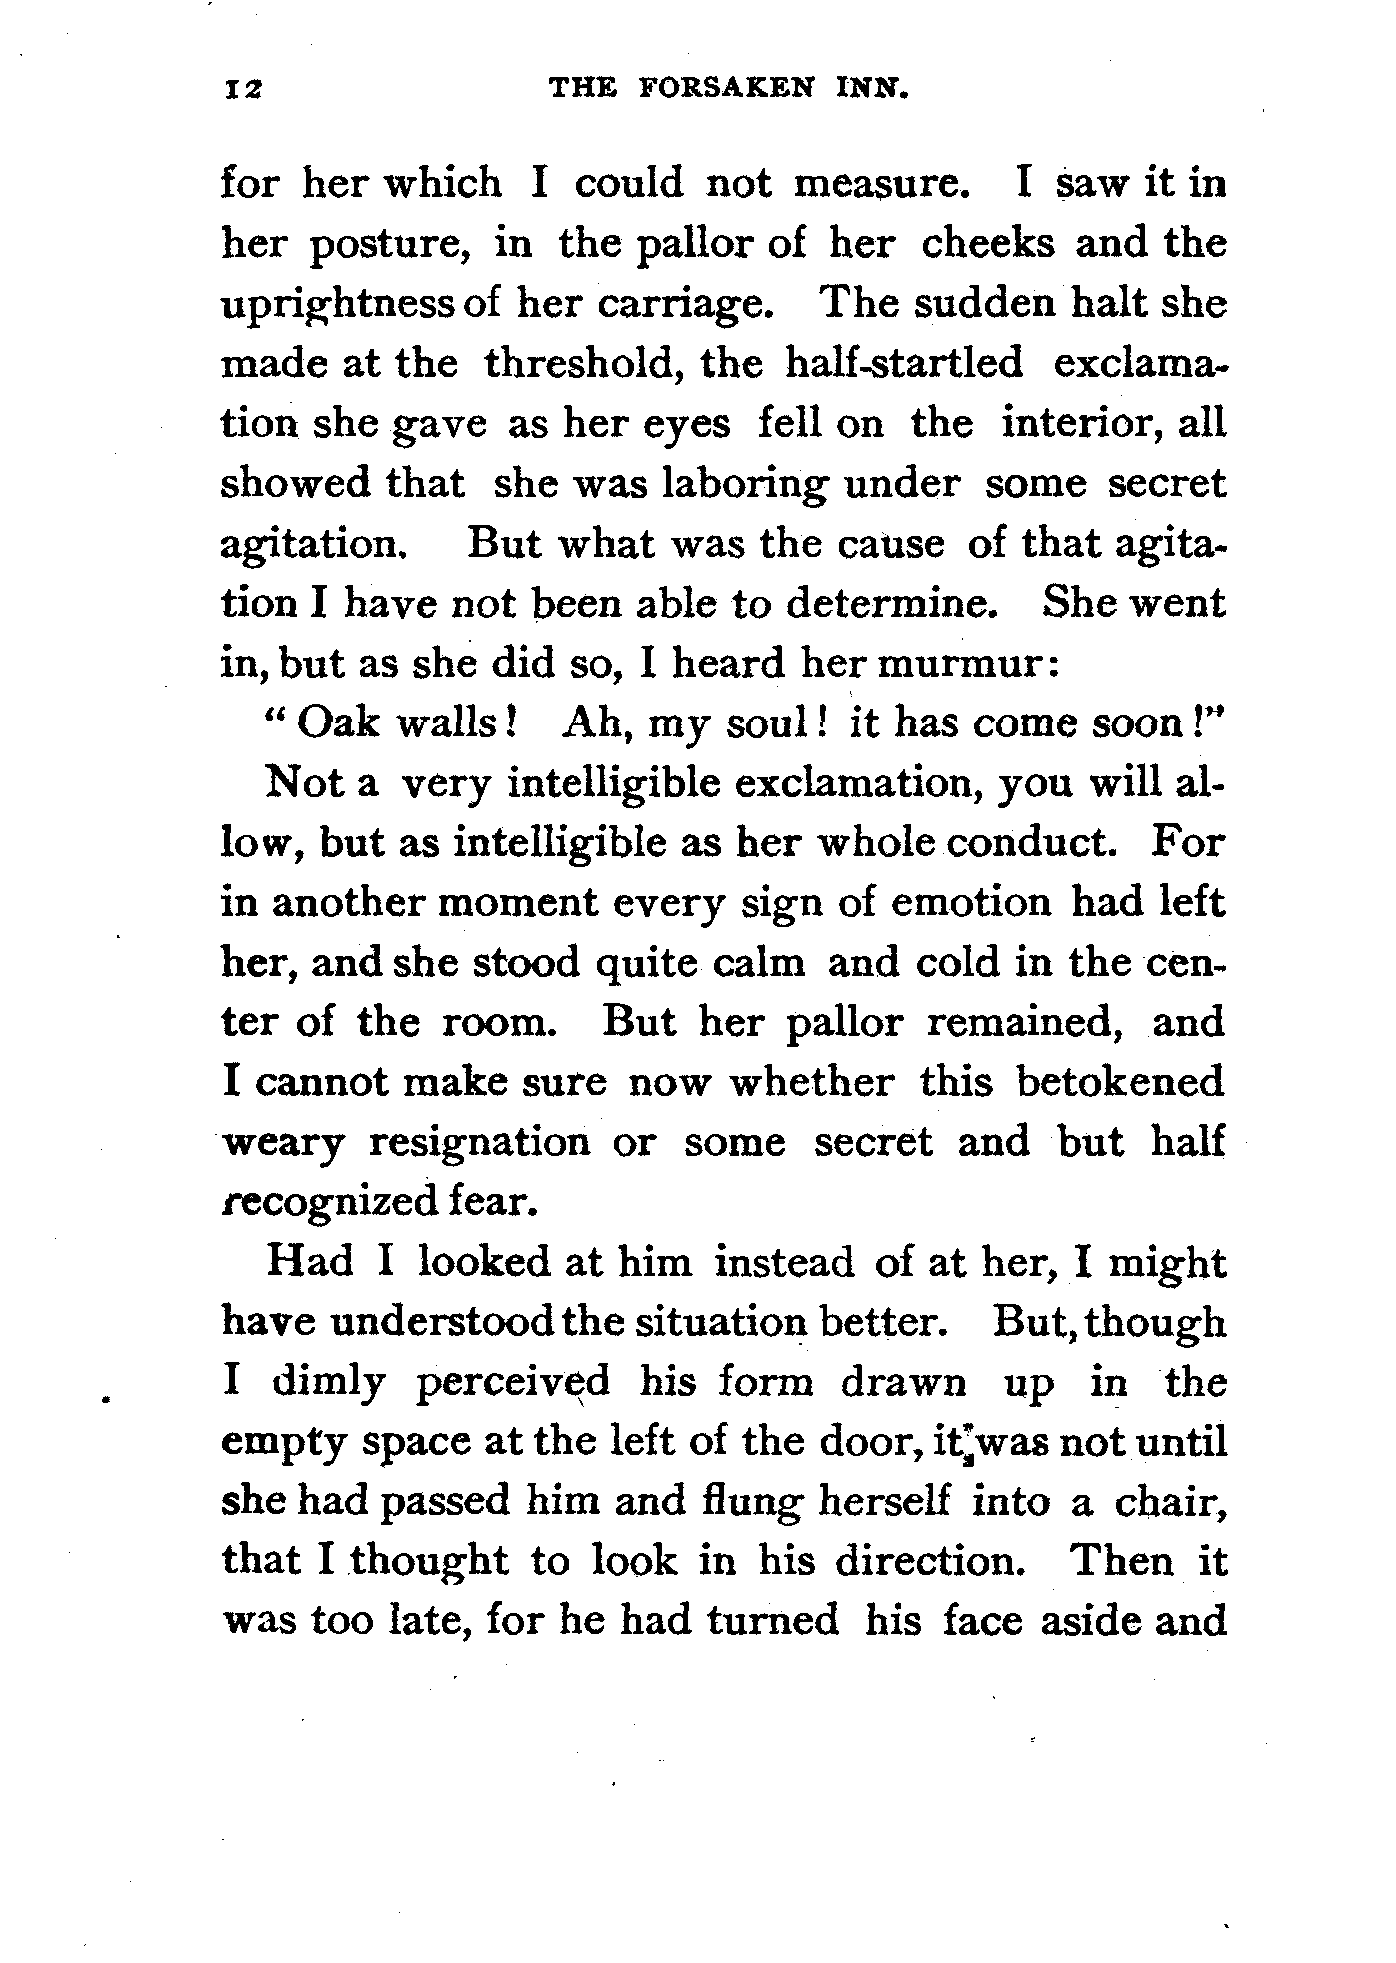 12 THE FORSAKEN INN.
for her which I could not measure. I saw it in
her posture, in the pallor of her cheeks and the
uprightness of her carriage. The sudden halt she
made at the threshold, the half-startled exclama-
tion she gave as her eyes fell on the interior, all
showed that she was laboring under some secret
agitation. But what was the cause of that agita-
tion I have not been able to determine. She went
in, but as she did so, I heard her murmur:
“Oak walls! Ah, my soul! it has come soon!”
Not a very intelligible exclamation, you will al-
low, but as intelligible as her whole conduct. For
in another moment every sign of emotion had left
her, and she stood quite calm and cold in the cen-
ter of the room. But her pallor remained, and
I cannot make sure now whether this betokened
weary resignation or some secret and but half
recognized fear.
Had I looked at him instead of at her, I might
have understood the situation better. But, though
I dimly perceived his form drawn up in the
empty space at the left of the door, it was not until
she had passed him and flung herself into a chair,
that I thought to look in his direction. Then it
was too late, for he had turned his face aside and